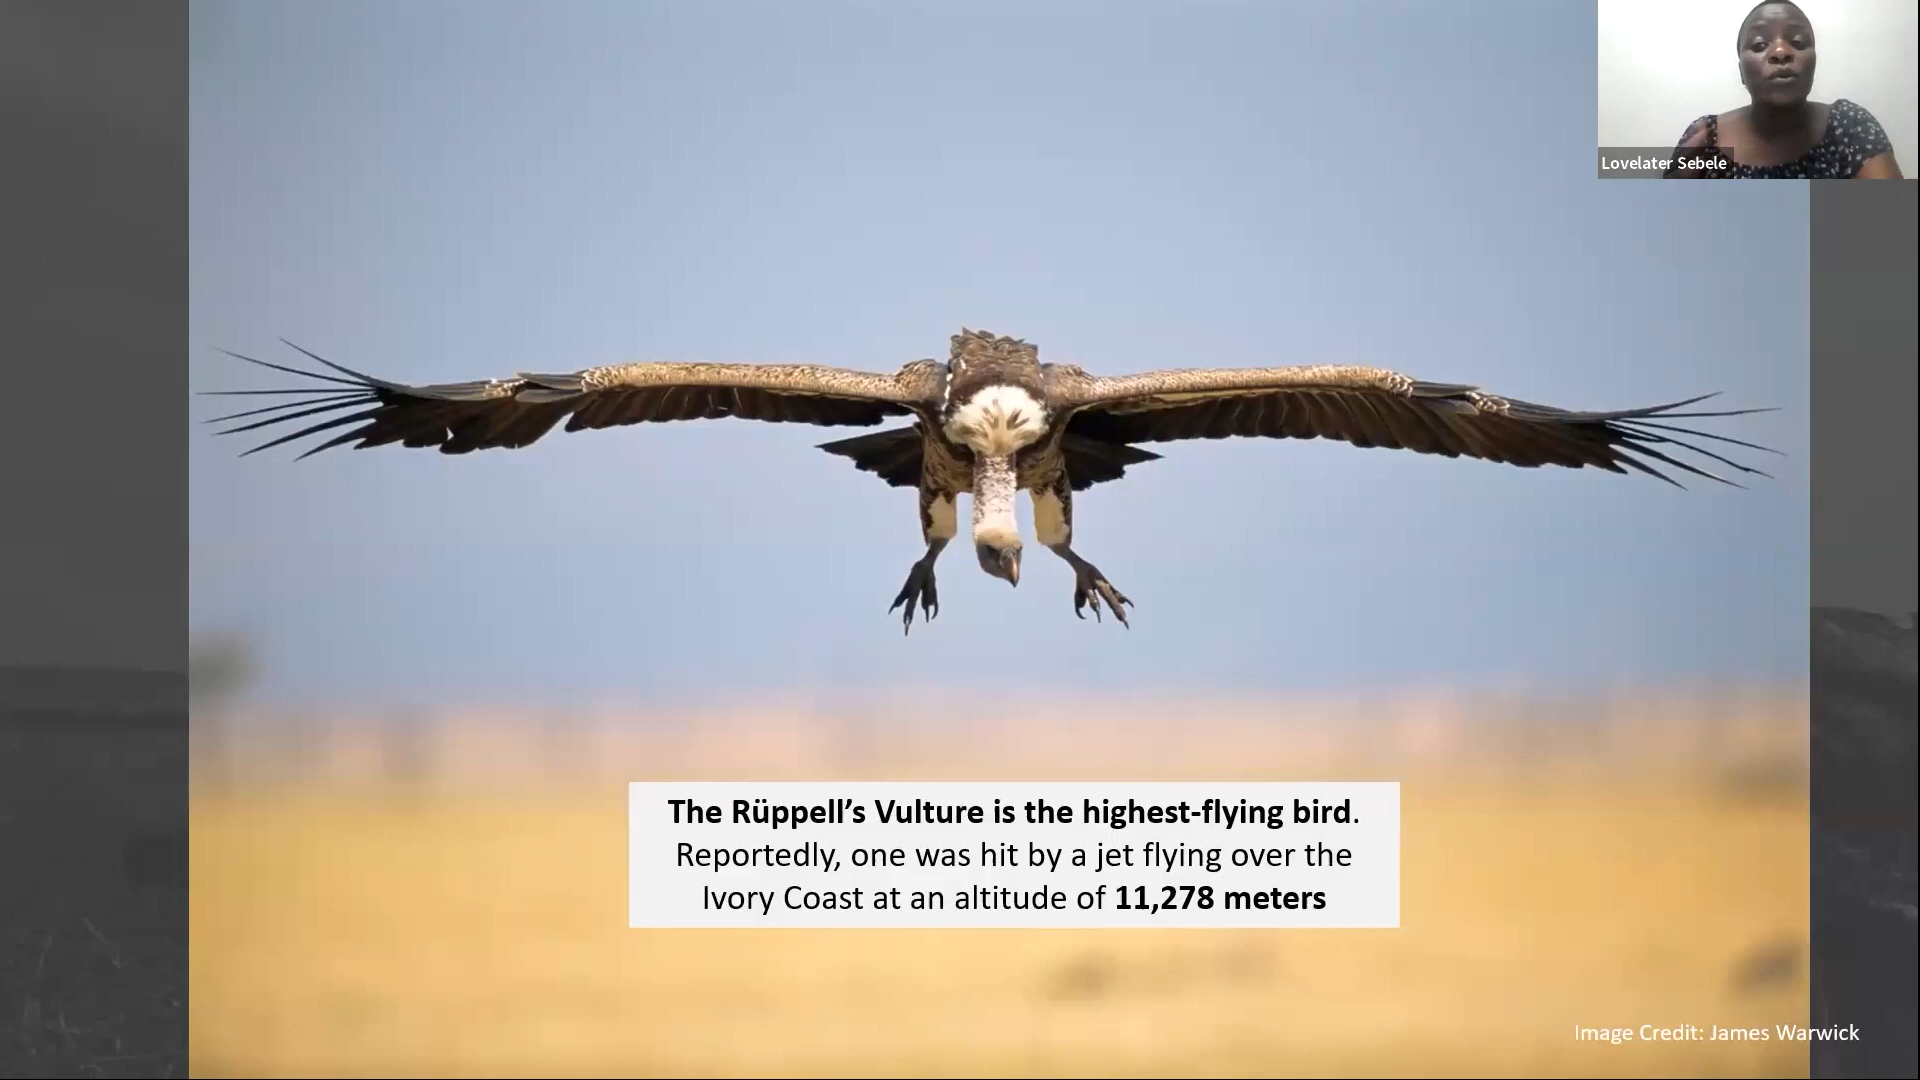 Lovelater Sebele
The Rüppell’s Vulture is the highest-flying bird.
Reportedly, one was hit by a jet flying over the
Ivory Coast at an altitude of 11,278 meters
Image Credit: James Warwick